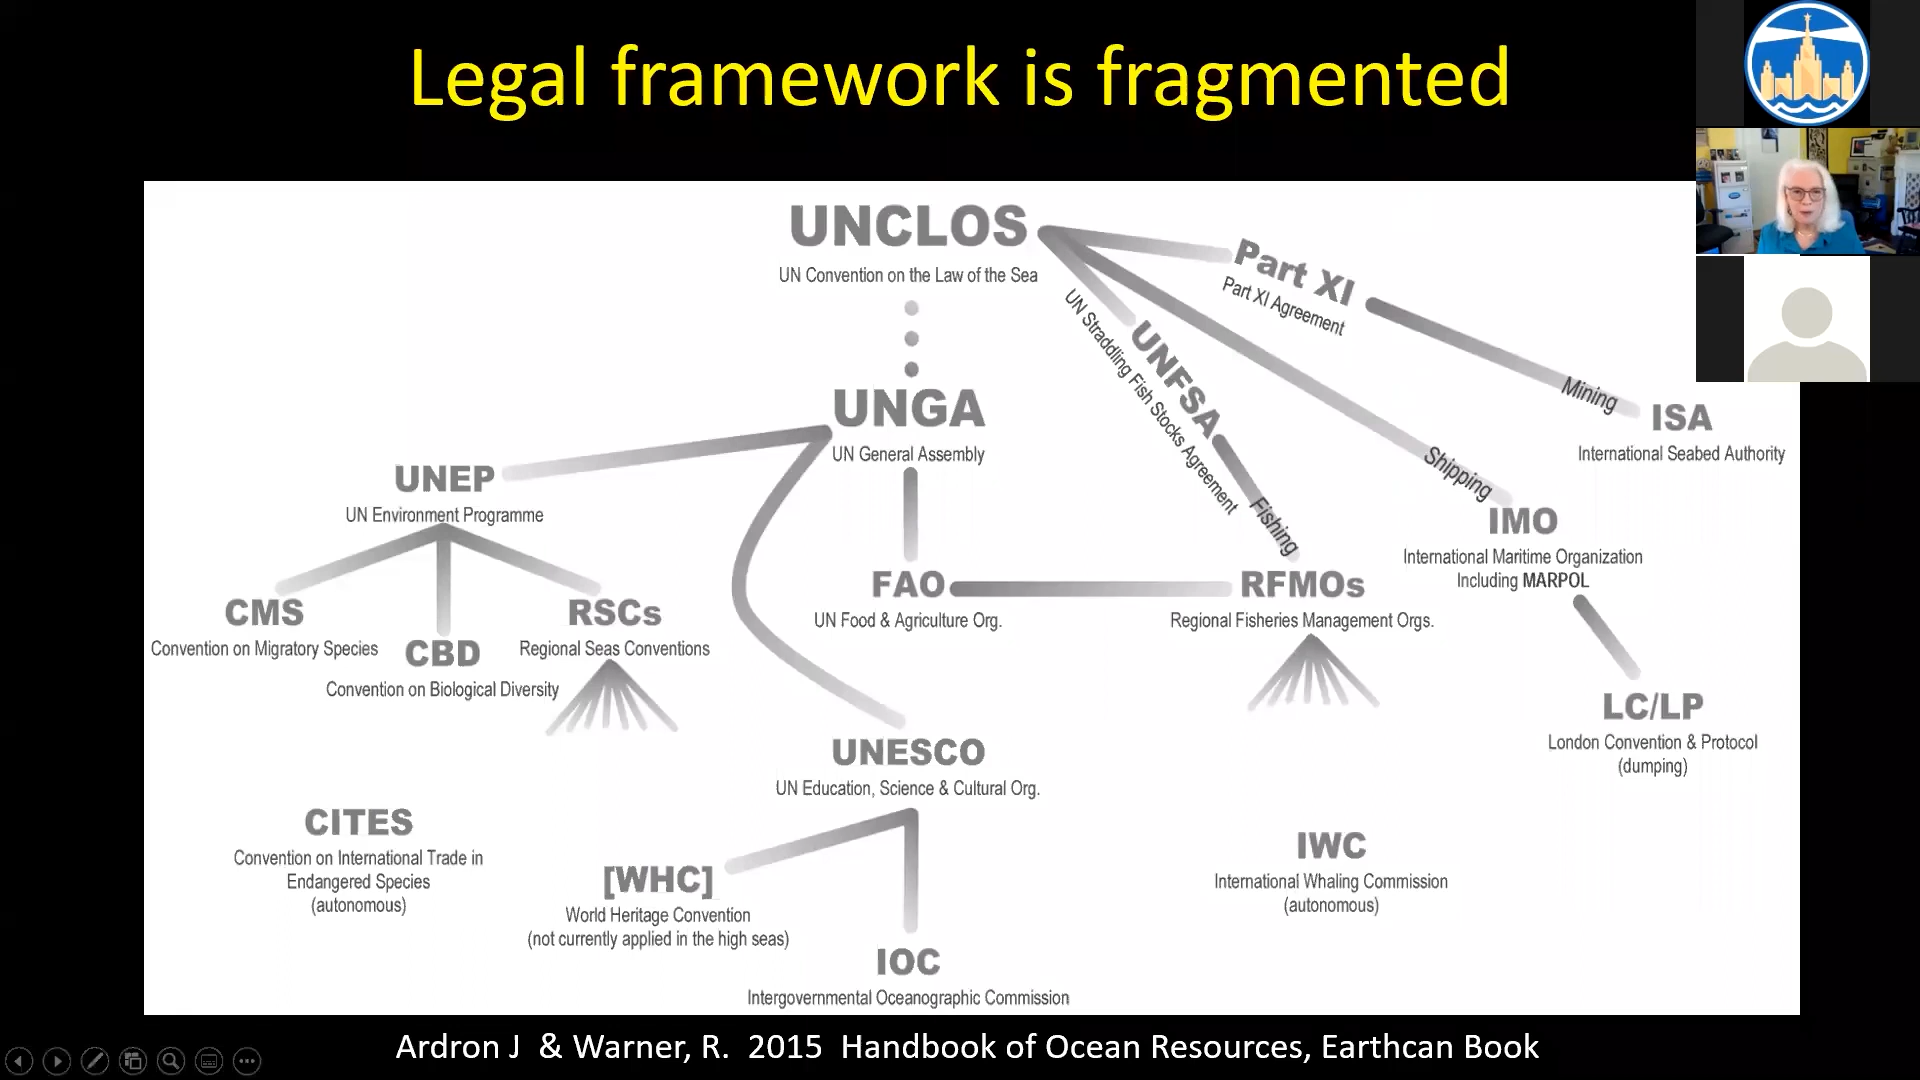 Legal framework is fragmented
UNCLOS
UN Convention on the Law of the Sea
Part XI
Part XI Agreement
UNFSA
UN Straddling Fish Stocks Agreement
Mining
ISA
International Seabed Authority
UNGA
UN General Assembly
Shipping
IMO
International Maritime Organization
Including MARPOL
Fishing
UNEP
UN Environment Programme
FAO
UN Food & Agriculture Org.
RFMOs
Regional Fisheries Management Orgs.
CMS
Convention on Migratory Species
CBD
Convention on Biological Diversity
RSCs
Regional Seas Conventions
LC/LP
London Convention & Protocol
(dumping)
UNESCO
UN Education, Science & Cultural Org.
CITES
Convention on International Trade in
Endangered Species
(autonomous)
[WHC]
World Heritage Convention
(not currently applied in the high seas)
IWC
International Whaling Commission
(autonomous)
IOC
Intergovernmental Oceanographic Commission
Ardron J & Warner, R. 2015 Handbook of Ocean Resources, Earthcan Book